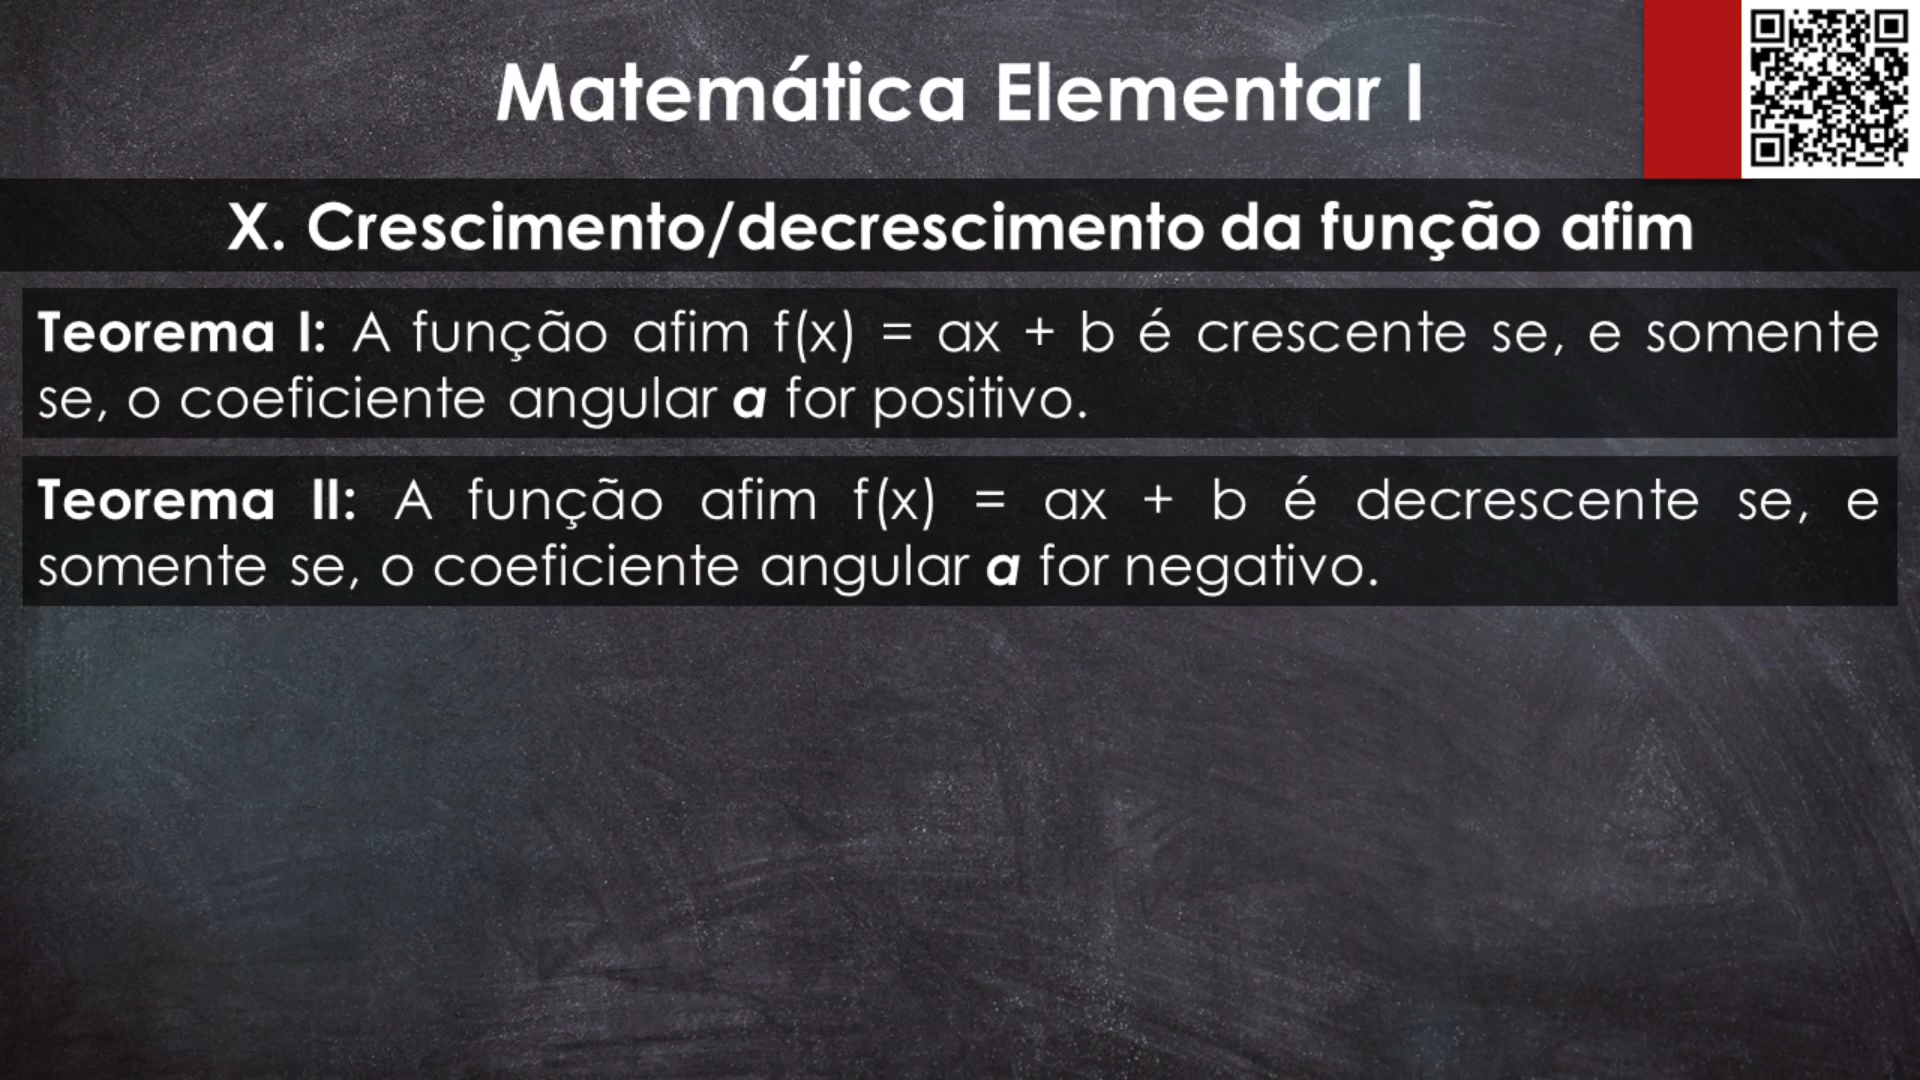 Matemática Elementar I
X. Crescimento/decrescimento da função afim
Teorema I: A função afim f(x) = ax + b é crescente se, e somente
se, o coeficiente angular a for positivo.
Teorema II: A função afim f(x) = ax + b é decrescente se, e
somente se, o coeficiente angular a for negativo.